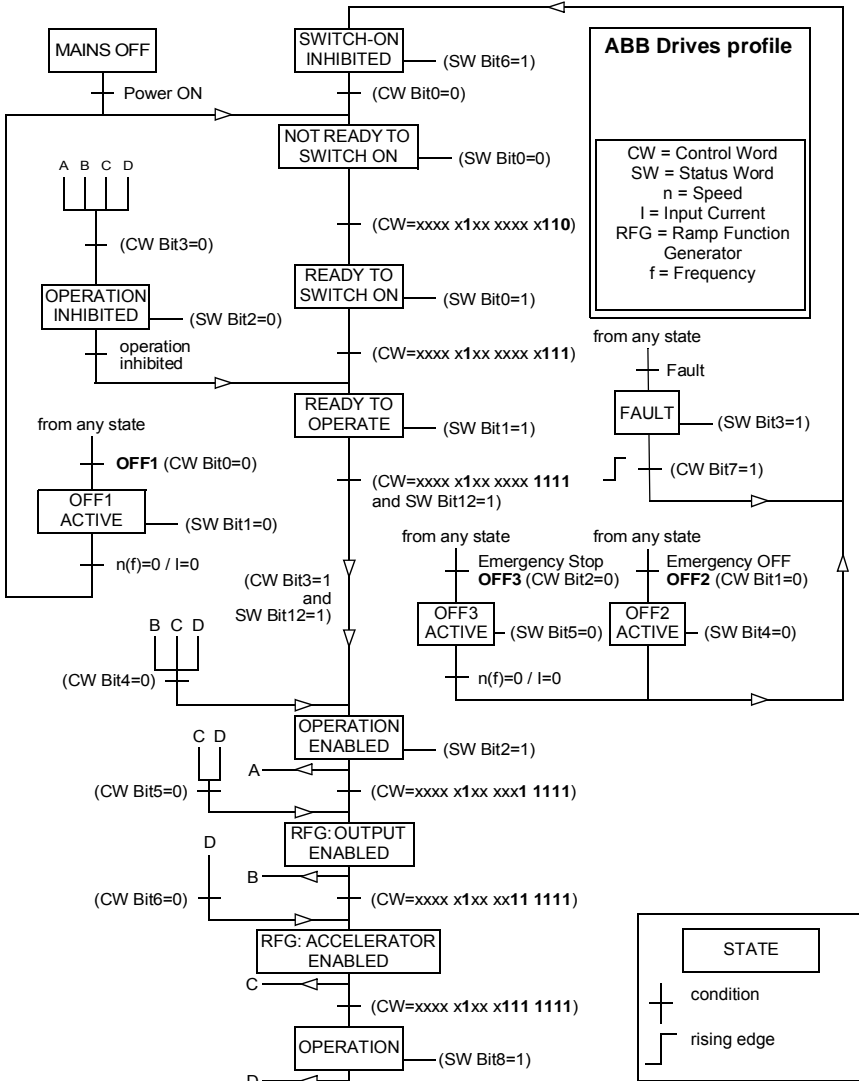 MAINS OFF
Power ON
SWITCH-ON
INHIBITED
(SW Bit6=1)
(CW Bit0=0)
NOT READY TO
SWITCH ON
(SW Bit0=0)
(CW=xxxx x1xx xxxx x110)
READY TO
SWITCH ON
(SW Bit0=1)
(CW=xxxx x1xx xxxx x111)
A B C D
(CW Bit3=0)
OPERATION
INHIBITED
(SW Bit2=0)
operation
inhibited
READY TO
OPERATE
(SW Bit1=1)
(CW=xxxx x1xx xxxx 1111
and SW Bit12=1)
ABB Drives profile
CW = Control Word
SW = Status Word
n = Speed
I = Input Current
RFG = Ramp Function
Generator
f = Frequency
from any state
Fault
FAULT
(SW Bit3=1)
(CW Bit7=1)
from any state
OFF1 (CW Bit0=0)
OFF1
ACTIVE
(SW Bit1=0)
n(f)=0 / I=0
(CW Bit3=1
and
SW Bit12=1)
from any state
Emergency Stop
OFF3 (CW Bit2=0)
OFF3
ACTIVE
(SW Bit5=0)
n(f)=0 / I=0
from any state
Emergency OFF
OFF2 (CW Bit1=0)
OFF2
ACTIVE
(SW Bit4=0)
B C D
(CW Bit4=0)
OPERATION
ENABLED
(SW Bit2=1)
A
(CW=xxxx x1xx xxx1 1111)
C D
(CW Bit5=0)
RFG: OUTPUT
ENABLED
B
(CW=xxxx x1xx xx11 1111)
D
(CW Bit6=0)
RFG: ACCELERATOR
ENABLED
C
(CW=xxxx x1xx x111 1111)
OPERATION
(SW Bit8=1)
D
STATE
condition
rising edge